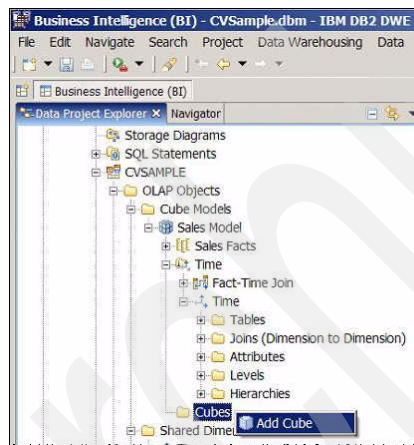 Business Intelligence (BI) - CVSample.dbm - IBM DB2 DWE
File Edit Navigate Search Project Data Warehousing Data
Business Intelligence (BI)
Data Project Explorer Navigator
Storage Diagrams
SQL Statements
CVSAMPLE
OLAP Objects
Cube Models
Sales Model
Sales Facts
Time
Fact-Time Join
Time
Tables
Joins (Dimension to Dimension)
Attributes
Levels
Hierarchies
Cubes
Add Cube
Shared Dime